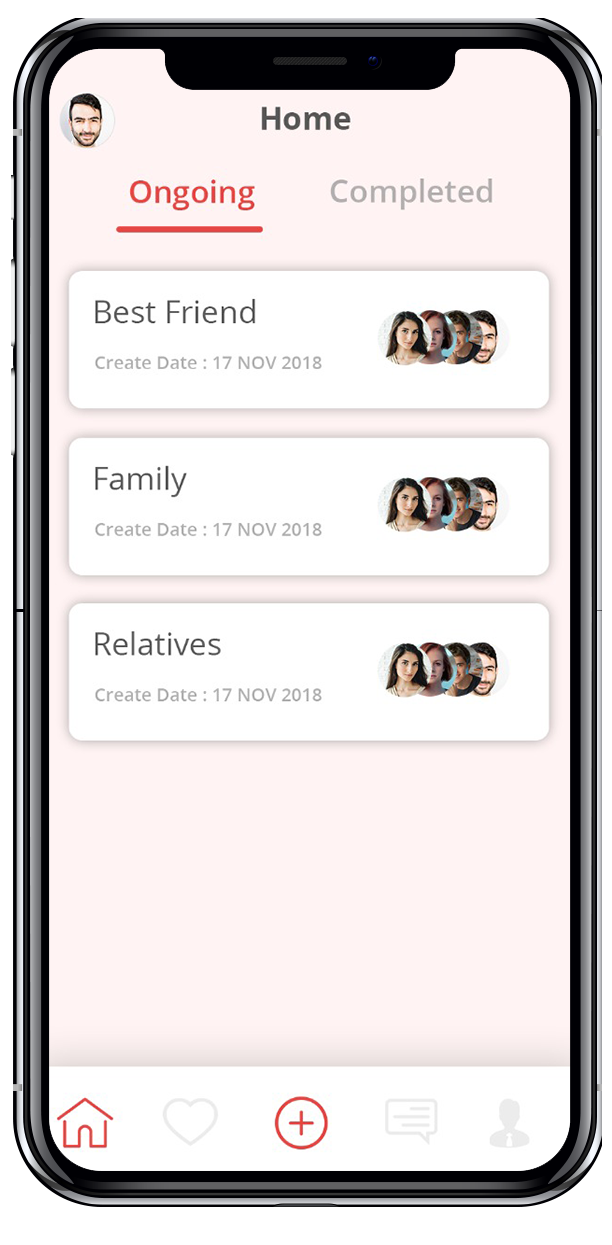 Home
Ongoing Completed
Best Friend
Create Date : 17 NOV 2018
Family
Create Date : 17 NOV 2018
Relatives
Create Date : 17 NOV 2018